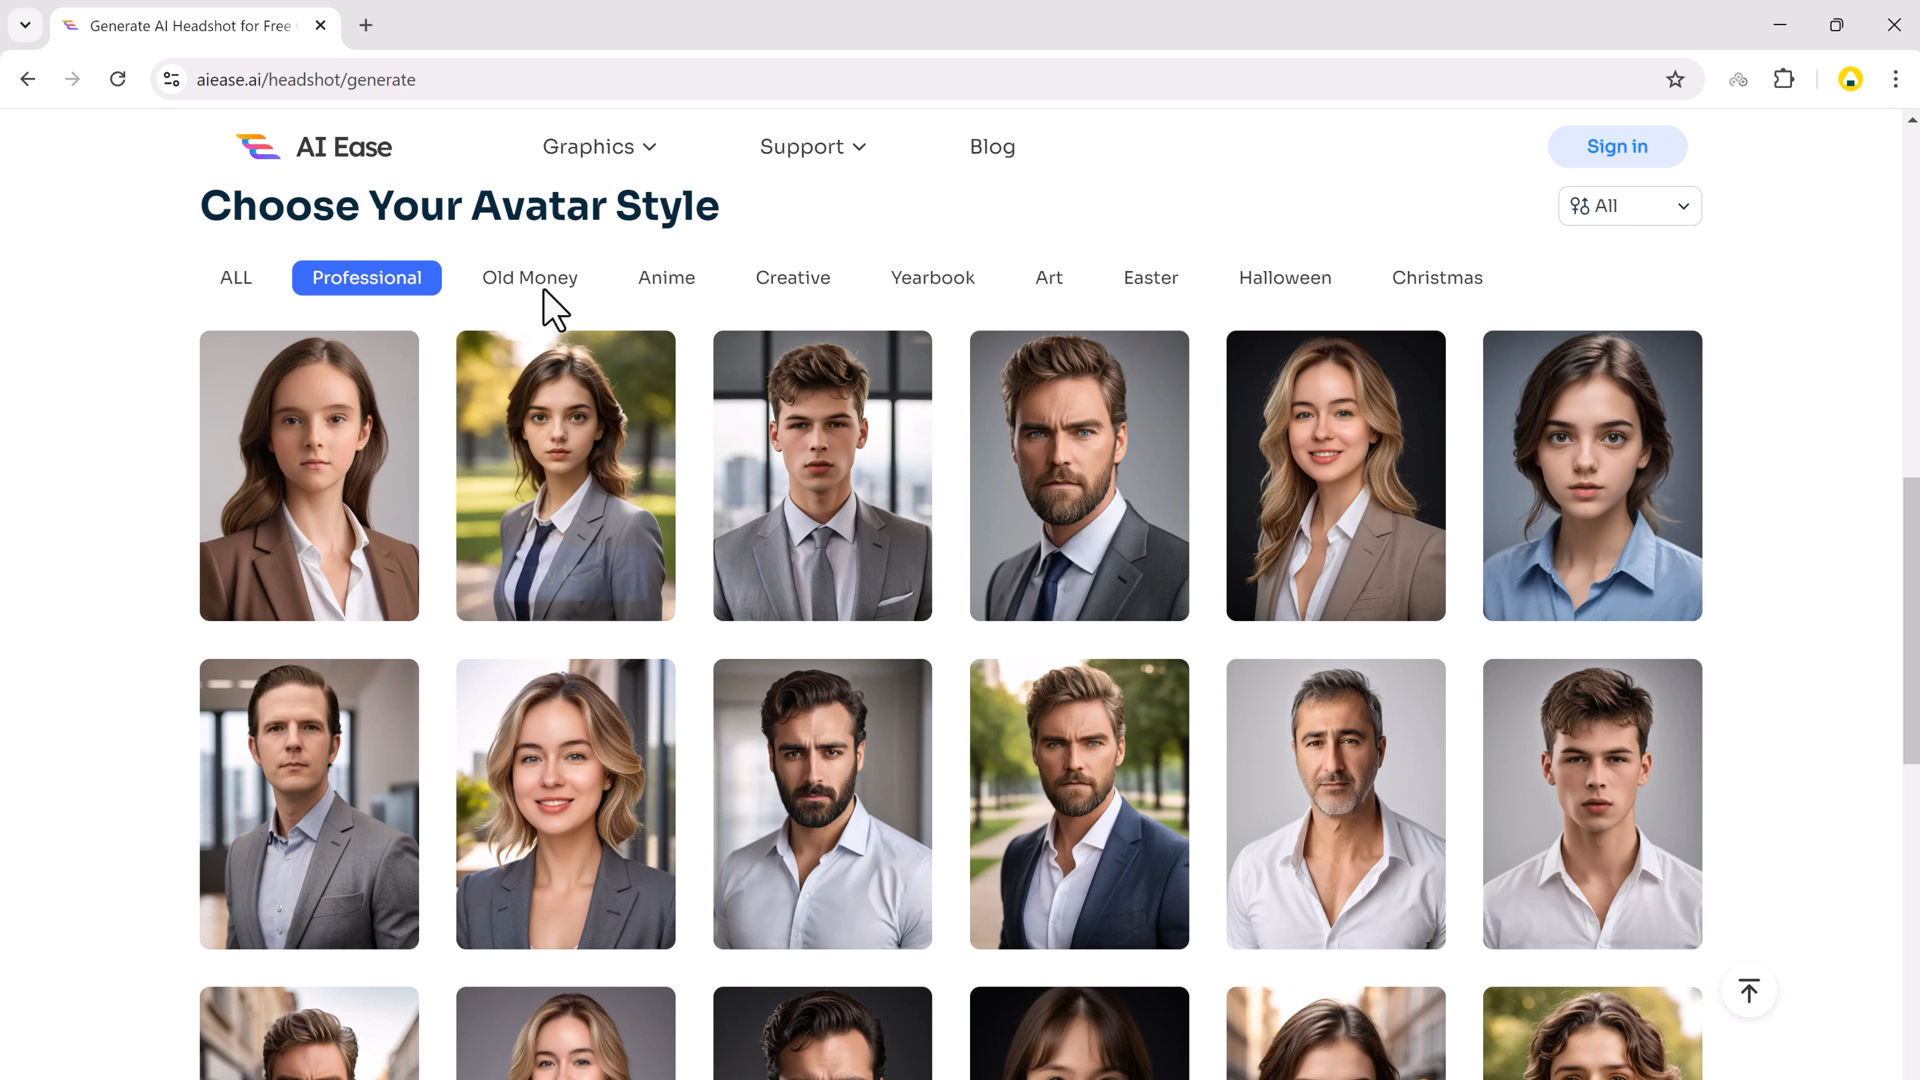 Generate AI Headshot for Free
aiease.ai/headshot/generate
AI Ease
Graphics
Support
Blog
Sign in
Choose Your Avatar Style
All
ALL
Professional
Old Money
Anime
Creative
Yearbook
Art
Easter
Halloween
Christmas